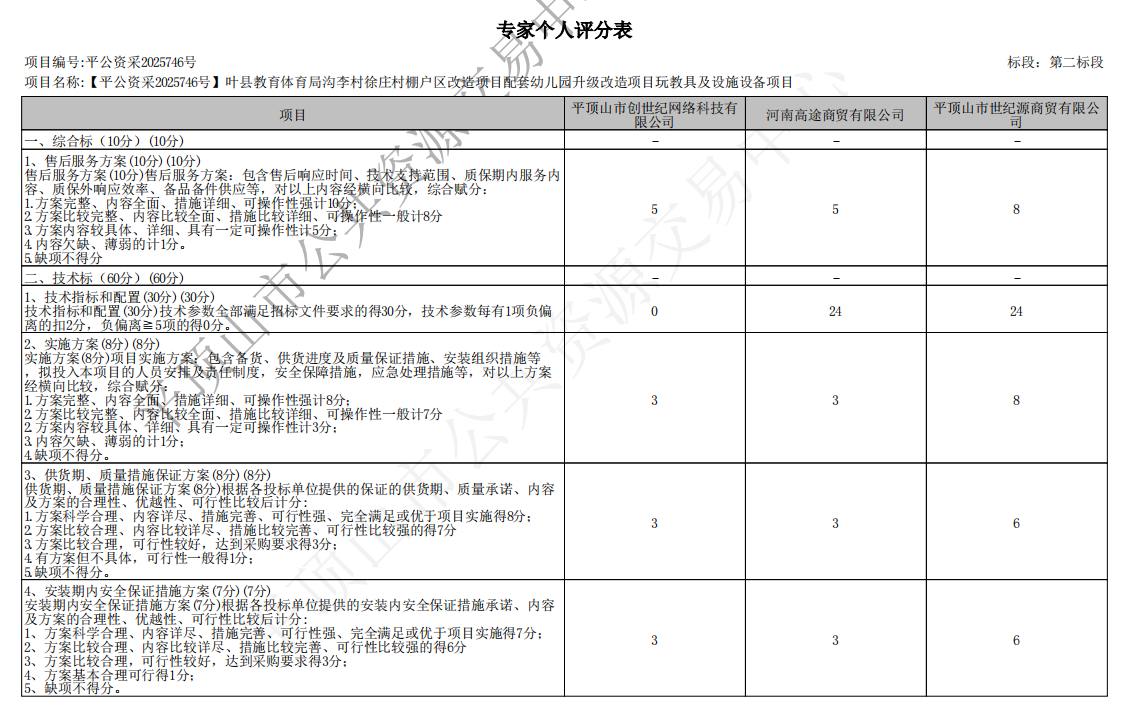 专家个人评分表
项目编号:平公资采2025746号
标段: 第二标段
项目名称:【平公资采2025746号】叶县教育体育局沟李村徐庄村棚户区改造项目配套幼儿园升级改造项目玩教具及设施设备项目
项目
平顶山市创世纪网络科技有
限公司
河南高途商贸有限公司
平顶山市世纪源商贸有限公
司
一、综合标（10分）(10分)
–
–
–
1、售后服务方案(10分)(10分)
售后服务方案(10分)售后服务方案: 包含售后响应时间、技术支持范围、质保期内服务内
容、质保外响应效率、备品备件供应等，对以上内容经横向比较，综合赋分:
1.方案完整、内容全面、措施详细、可操作性强计10分;
2.方案比较完整、内容比较全面、措施比较详细、可操作性一般计8分
3.方案内容较具体、详细、具有一定可操作性计5分;
4.内容欠缺、薄弱的计1分。
5.缺项不得分
5
5
8
二、技术标（60分）(60分)
–
–
–
1、技术指标和配置(30分)(30分)
技术指标和配置(30分)技术参数全部满足招标文件要求的得30分，技术参数每有1项负偏
离的扣2分，负偏离≧5项的得0分。
0
24
24
2、实施方案(8分)(8分)
实施方案(8分)项目实施方案: 包含备货、供货进度及质量保证措施、安装组织措施等
，拟投入本项目的人员安排及责任制度，安全保障措施，应急处理措施等，对以上方案
经横向比较，综合赋分:
1.方案完整、内容全面、措施详细、可操作性强计8分;
2.方案比较完整、内容比较全面、措施比较详细、可操作性一般计7分
2.方案内容较具体、详细、具有一定可操作性计3分;
3.内容欠缺、薄弱的计1分;
4.缺项不得分。
3
3
8
3、供货期、质量措施保证方案(8分)(8分)
供货期、质量措施保证方案(8分)根据各投标单位提供的保证的供货期、质量承诺、内容
及方案的合理性、优越性、可行性比较后计分:
1.方案科学合理、内容详尽、措施完善、可行性强、完全满足或优于项目实施得8分;
2.方案比较合理、内容比较详尽、措施比较完善、可行性比较强的得7分
3.方案比较合理，可行性较好，达到采购要求得3分;
4.有方案但不具体，可行性一般得1分;
5.缺项不得分。
3
3
6
4、安装期内安全保证措施方案(7分)(7分)
安装期内安全保证措施方案(7分)根据各投标单位提供的安装内安全保证措施承诺、内容
及方案的合理性、优越性、可行性比较后计分:
1、方案科学合理、内容详尽、措施完善、可行性强、完全满足或优于项目实施得7分;
2、方案比较合理、内容比较详尽、措施比较完善、可行性比较强的得6分
3、方案比较合理，可行性较好，达到采购要求得3分;
4、方案基本合理可行得1分;
5、缺项不得分。
3
3
6
平顶山市公共资源交易中
顶山市公共资源交易中心